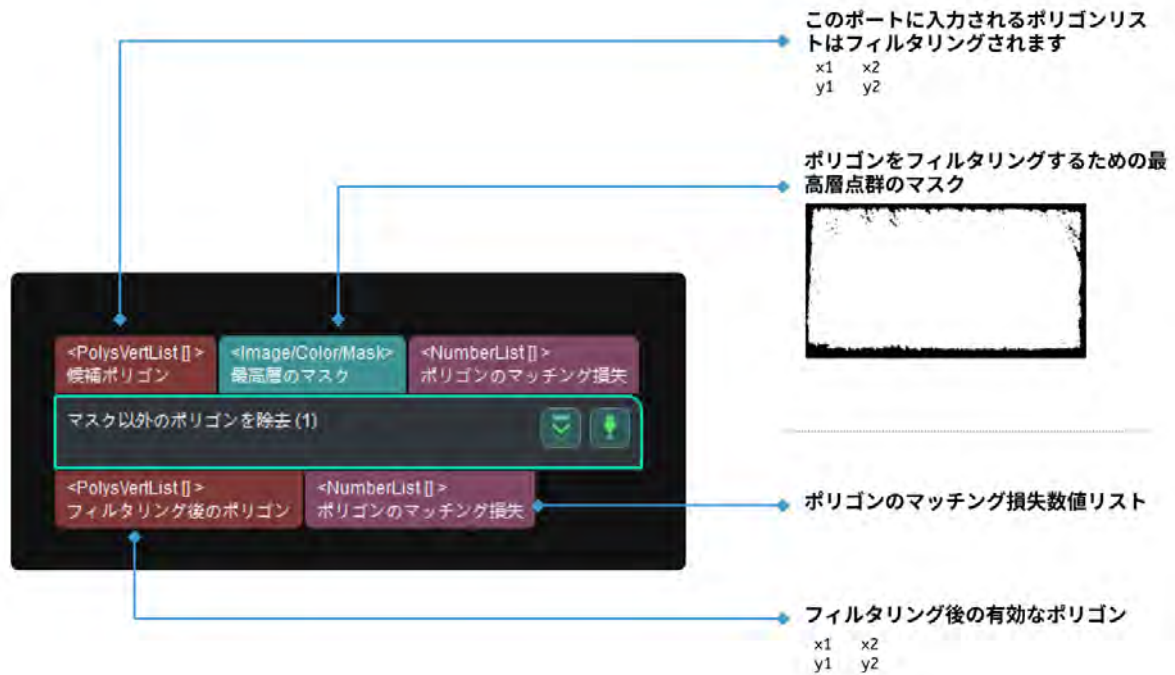 このポートに入力されるポリゴンリス
トはフィルタリングされます
x1 x2
y1 y2
ポリゴンをフィルタリングするための最
高層点群のマスク
<PolysVertList [] >
候補ポリゴン
<Image/Color/Mask>
最高層のマスク
<NumberList [] >
ポリゴンのマッチング損失
マスク以外のポリゴンを除去 (1)
<PolysVertList [] >
フィルタリング後のポリゴン
<NumberList [] >
ポリゴンのマッチング損失
ポリゴンのマッチング損失数値リスト
フィルタリング後の有効なポリゴン
x1 x2
y1 y2